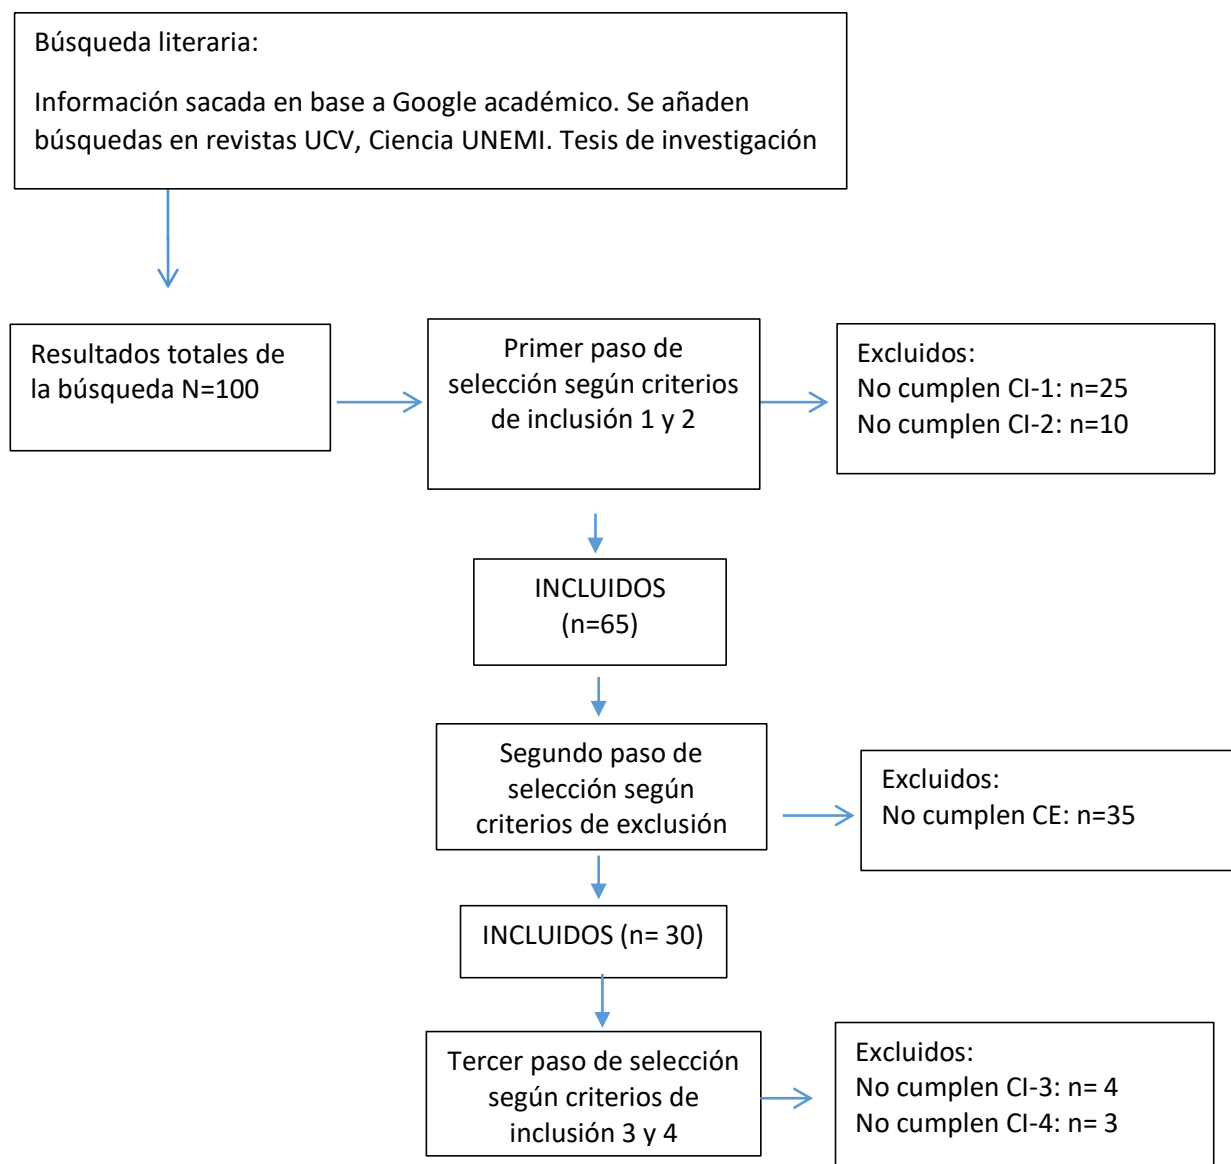 Búsqueda literaria:
Información sacada en base a Google académico. Se añaden
búsquedas en revistas UCV, Ciencia UNEMI. Tesis de investigación
Resultados totales de
la búsqueda N=100
Primer paso de
selección según criterios
de inclusión 1 y 2
Excluidos:
No cumplen CI-1: n=25
No cumplen CI-2: n=10
INCLUIDOS
(n=65)
Segundo paso de
selección según
criterios de exclusión
Excluidos:
No cumplen CE: n=35
INCLUIDOS (n= 30)
Tercer paso de selección
según criterios de
inclusión 3 y 4
Excluidos:
No cumplen CI-3: n= 4
No cumplen CI-4: n= 3